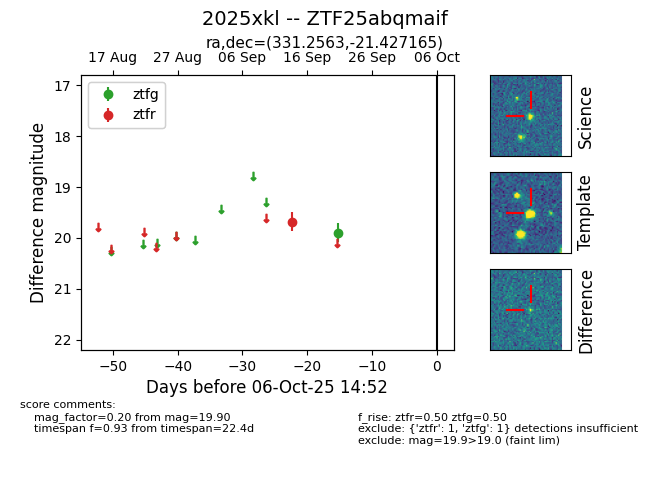 2025xkl -- ZTF25abqmaif
ra,dec=(331.2563,-21.427165)
17 Aug 27 Aug 06 Sep 16 Sep 26 Sep 06 Oct
ztfg
ztfr
17
18
19
20
21
22
Difference magnitude
−50 −40 −30 −20 −10 0
Days before 06-Oct-25 14:52
Science
Template
Difference
score comments:
mag_factor=0.20 from mag=19.90
timespan f=0.93 from timespan=22.4d
f_rise: ztfr=0.50 ztfg=0.50
exclude: {'ztfr': 1, 'ztfg': 1} detections insufficient
exclude: mag=19.9>19.0 (faint lim)